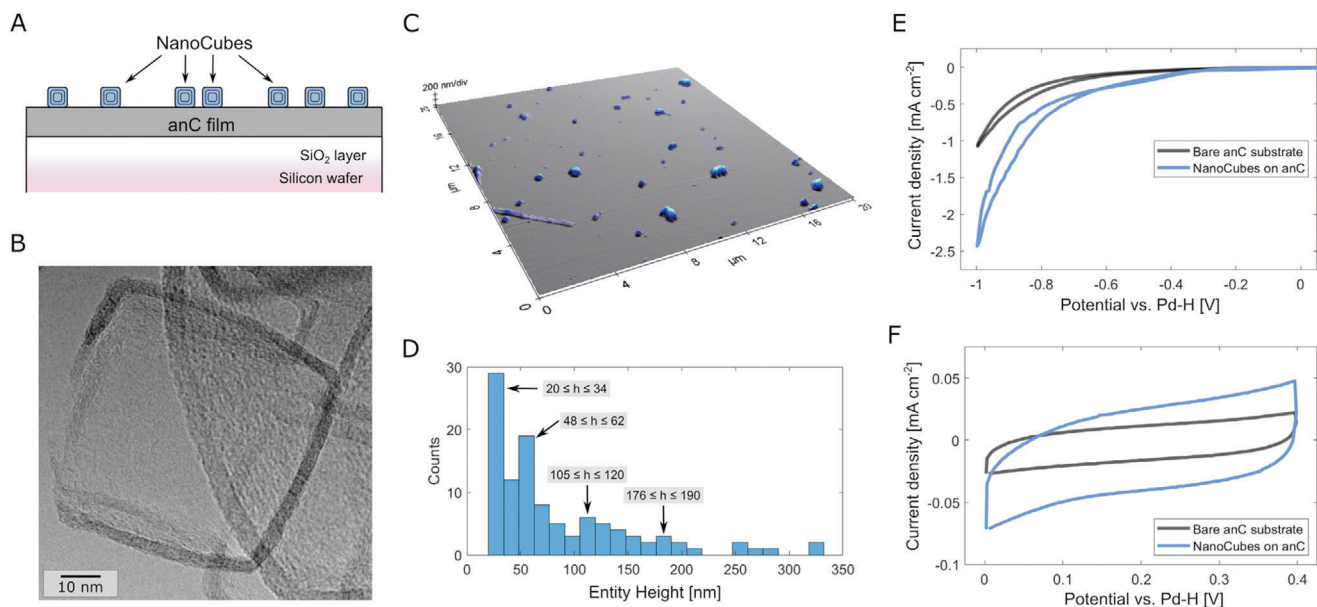 A
NanoCubes
anC film
SiO₂ layer
Silicon wafer
B
10 nm
C
200 nm/div
20
16
12
μm
8
4
0
0
4
8
μm
12
16
20
D
30
20
10
0
Counts
20 ≤ h ≤ 34
48 ≤ h ≤ 62
105 ≤ h ≤ 120
176 ≤ h ≤ 190
0 50 100 150 200 250 300 350
Entity Height [nm]
E
0
-0.5
-1
-1.5
-2
-2.5
Current density [mA cm⁻²]
Bare anC substrate
NanoCubes on anC
-1 -0.8 -0.6 -0.4 -0.2 0
Potential vs. Pd-H [V]
F
0.05
0
-0.05
-0.1
Current density [mA cm⁻²]
Bare anC substrate
NanoCubes on anC
0 0.1 0.2 0.3 0.4
Potential vs. Pd-H [V]